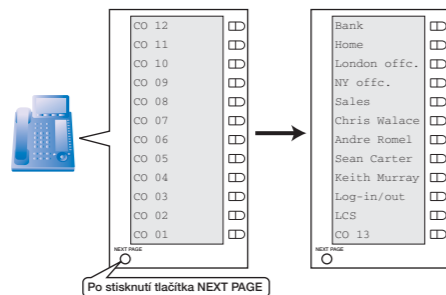 CO 12
CO 11
CO 10
CO 09
CO 08
CO 07
CO 06
CO 05
CO 04
CO 03
CO 02
CO 01
NEXT PAGE
Po stisknutí tlačítka NEXT PAGE
Bank
Home
London offc.
NY offc.
Sales
Chris Walace
Andre Romel
Sean Carter
Keith Murray
Log-in/out
LCS
CO 13
NEXT PAGE